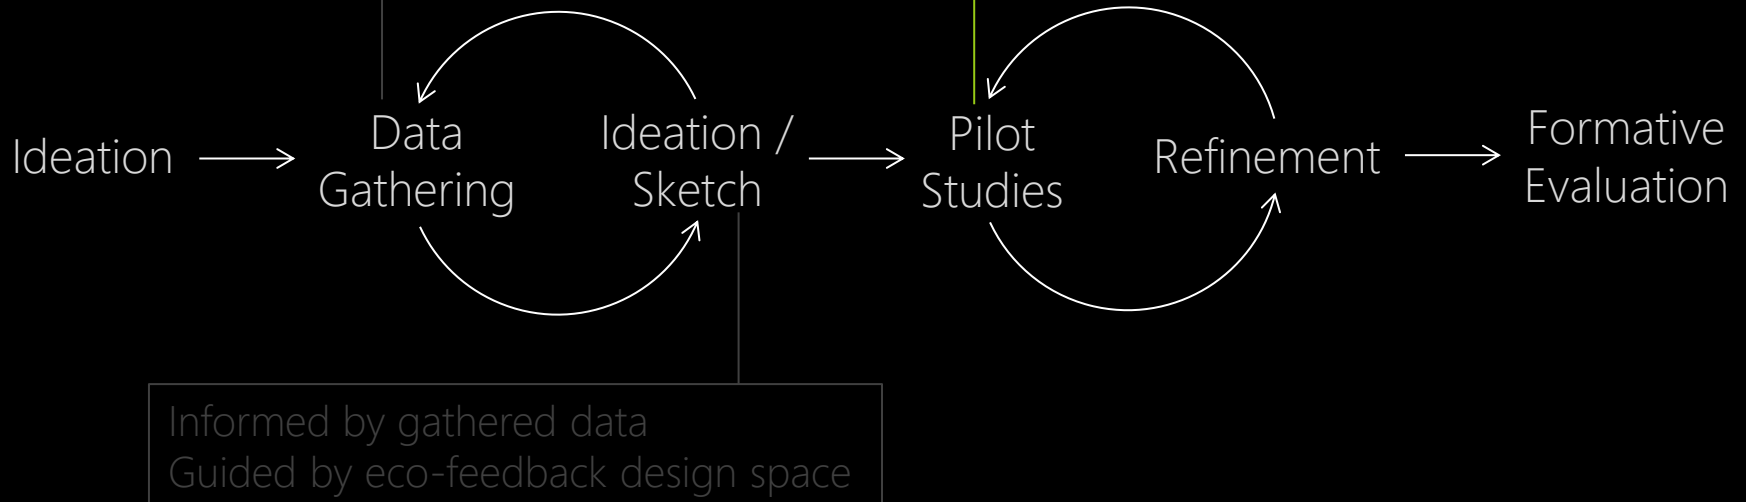 Ideation
Data
Gathering
Ideation /
Sketch
Pilot
Studies
Refinement
Formative
Evaluation
Informed by gathered data
Guided by eco-feedback design space